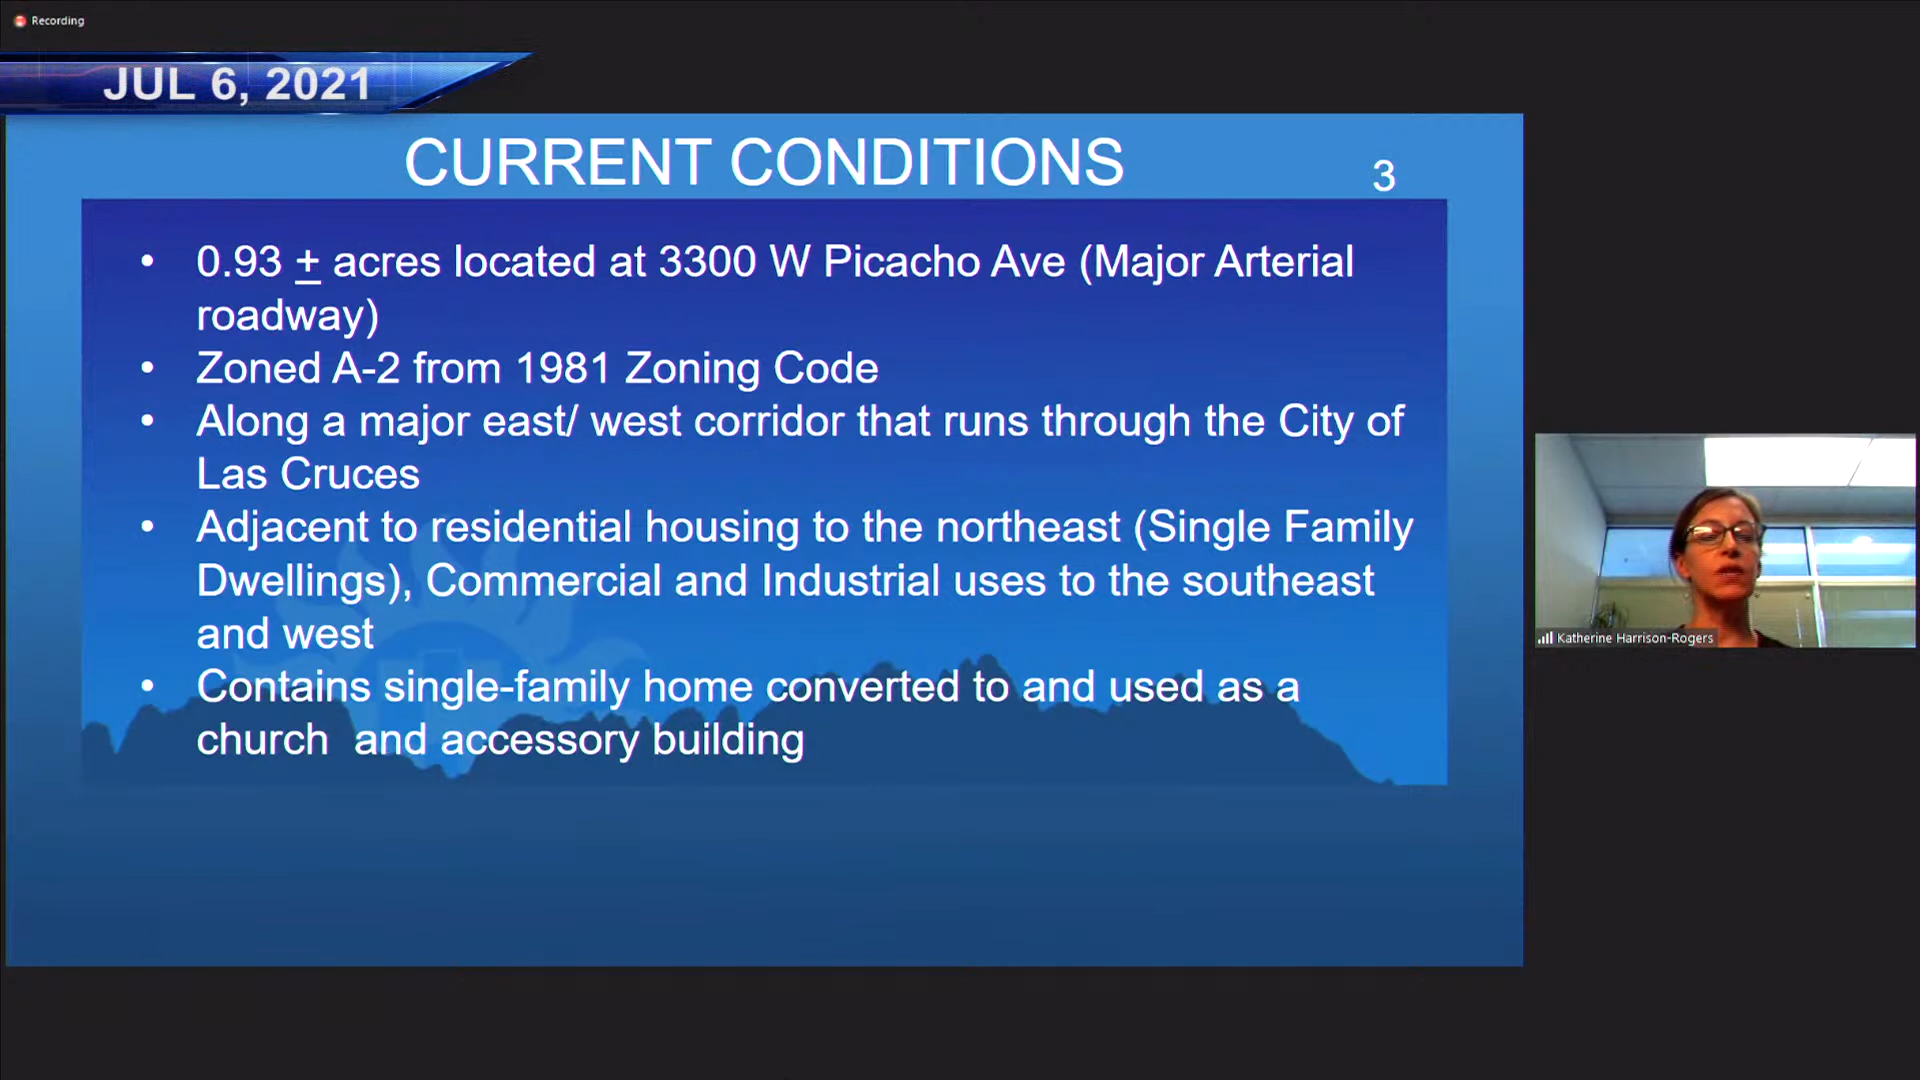 Recording
JUL 6, 2021
CURRENT CONDITIONS
3
• 0.93 ± acres located at 3300 W Picacho Ave (Major Arterial
roadway)
• Zoned A-2 from 1981 Zoning Code
• Along a major east/ west corridor that runs through the City of
Las Cruces
• Adjacent to residential housing to the northeast (Single Family
Dwellings), Commercial and Industrial uses to the southeast
and west
• Contains single-family home converted to and used as a
church  and accessory building
Katherine Harrison-Rogers